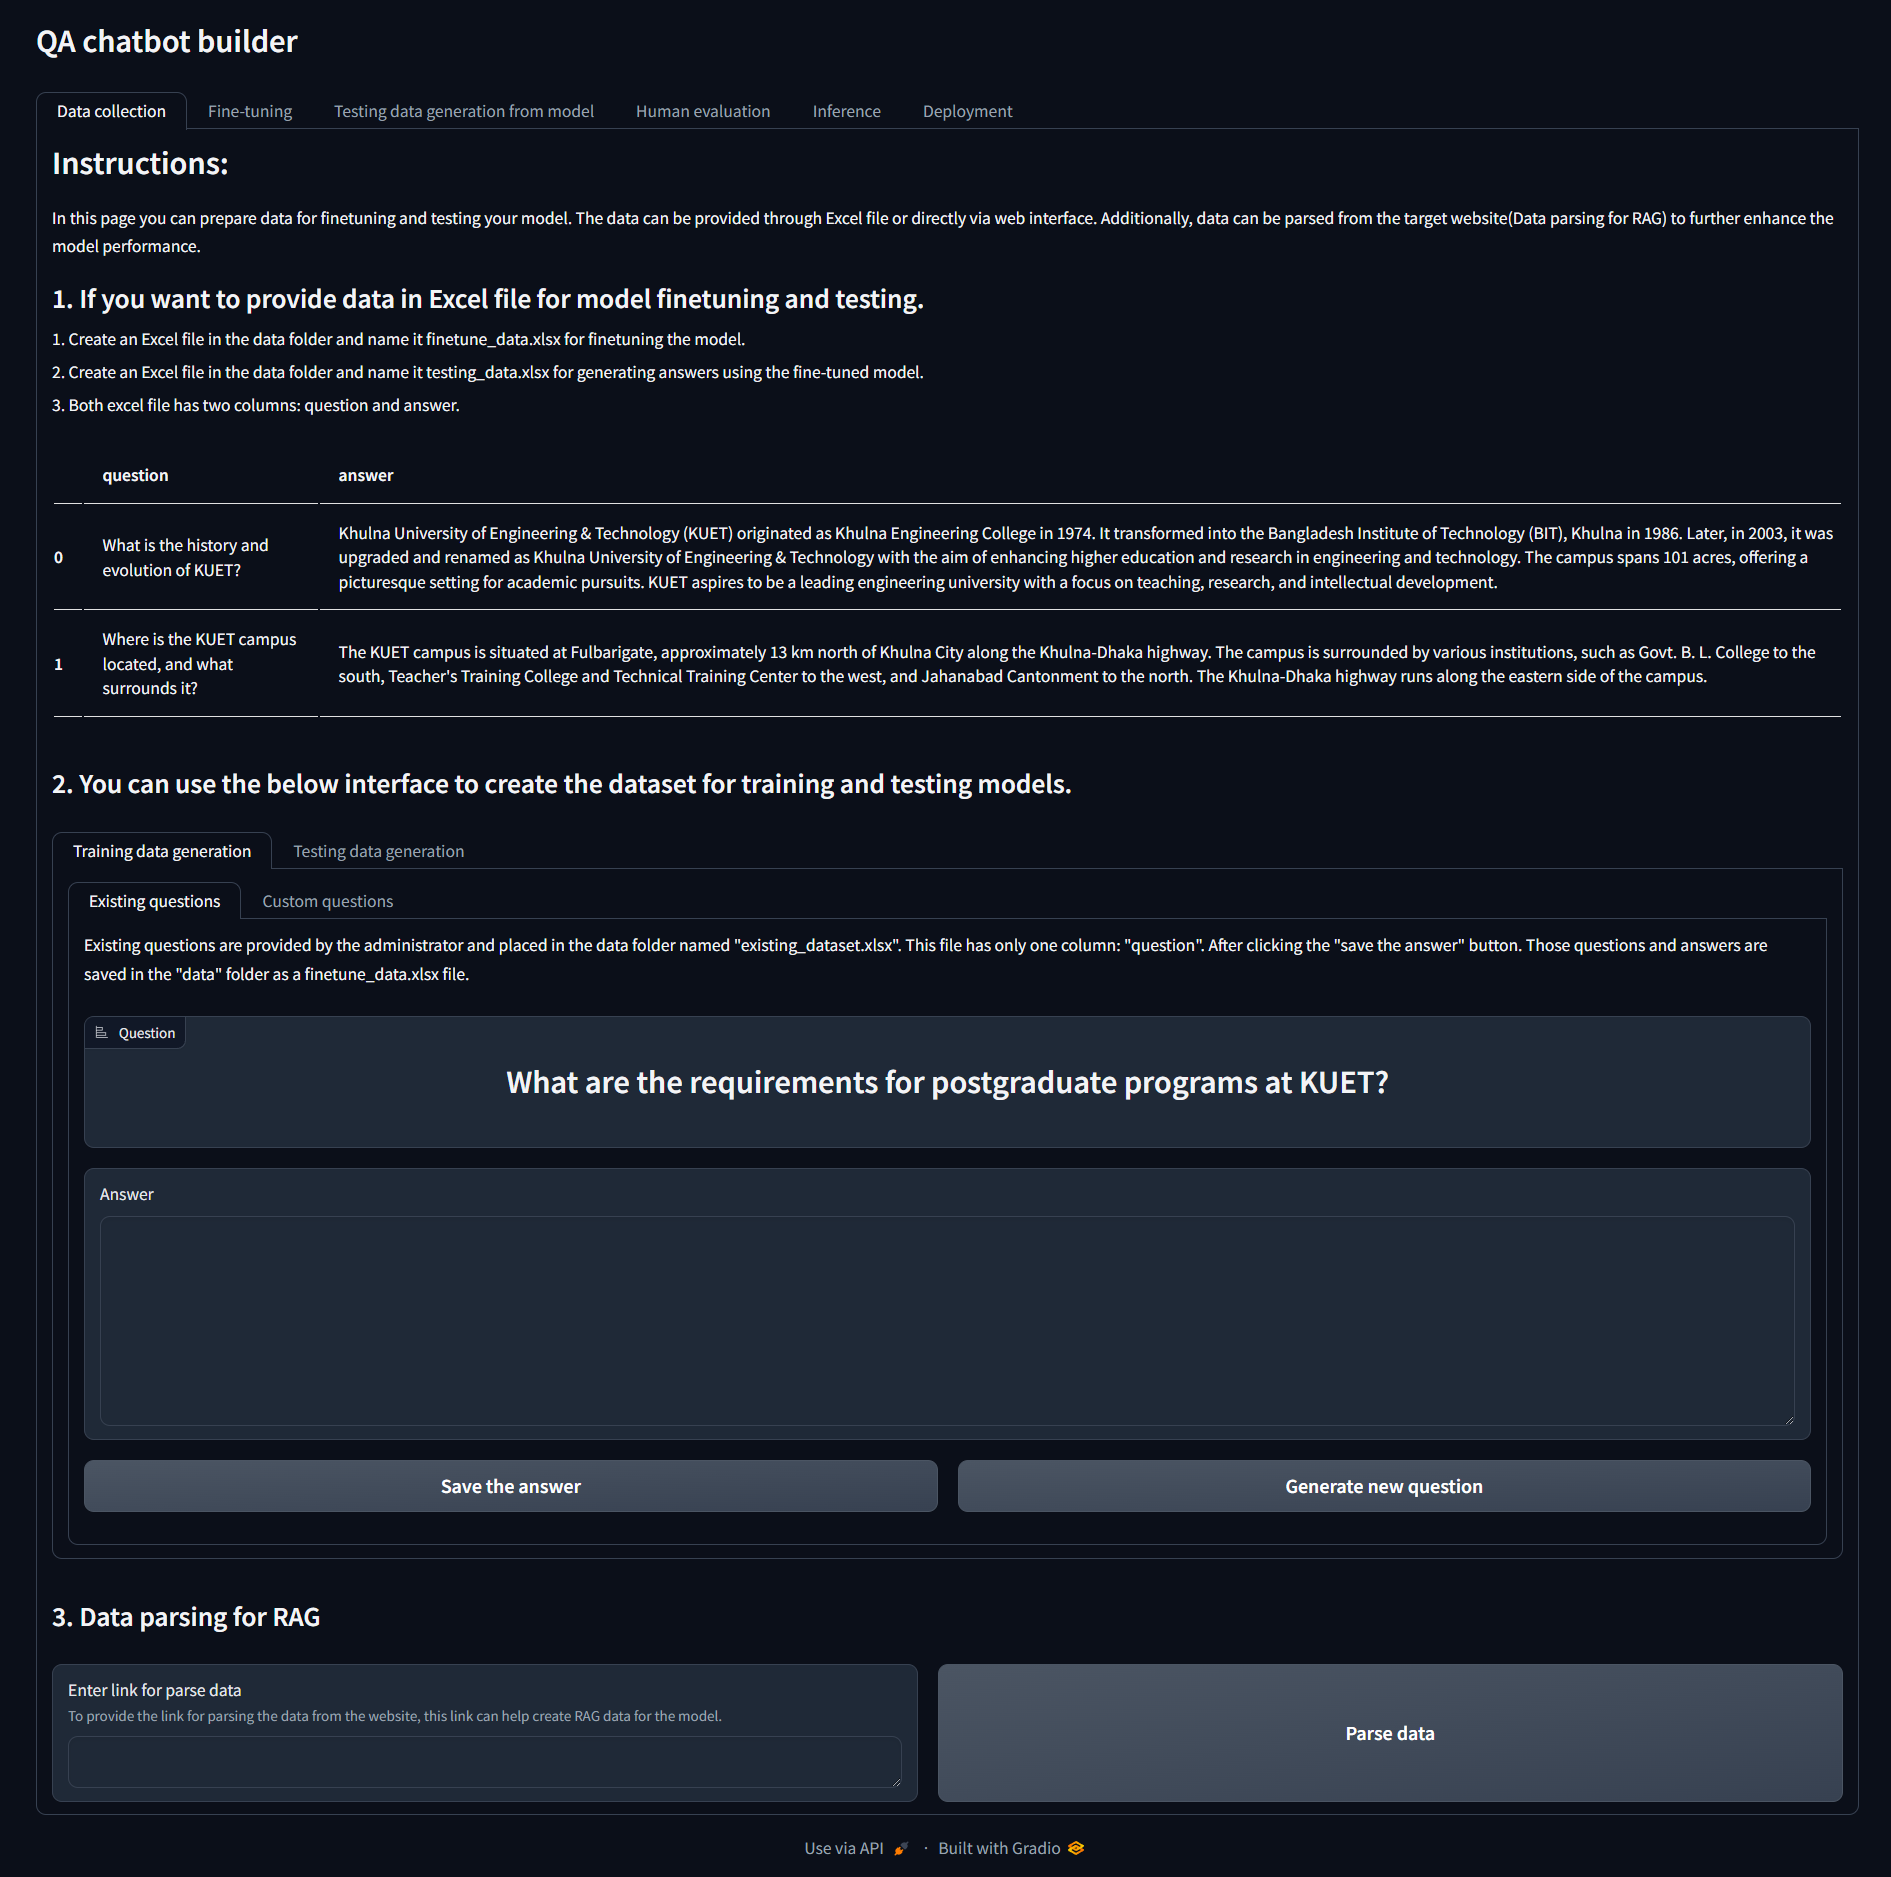 QA chatbot builder
Data collection
Fine-tuning
Testing data generation from model
Human evaluation
Inference
Deployment
Instructions:
In this page you can prepare data for finetuning and testing your model. The data can be provided through Excel file or directly via web interface. Additionally, data can be parsed from the target website(Data parsing for RAG) to further enhance the
model performance.
1. If you want to provide data in Excel file for model finetuning and testing.
1. Create an Excel file in the data folder and name it finetune_data.xlsx for finetuning the model.
2. Create an Excel file in the data folder and name it testing_data.xlsx for generating answers using the fine-tuned model.
3. Both excel file has two columns: question and answer.
question
answer
0
What is the history and
evolution of KUET?
Khulna University of Engineering & Technology (KUET) originated as Khulna Engineering College in 1974. It transformed into the Bangladesh Institute of Technology (BIT), Khulna in 1986. Later, in 2003, it was
upgraded and renamed as Khulna University of Engineering & Technology with the aim of enhancing higher education and research in engineering and technology. The campus spans 101 acres, offering a
picturesque setting for academic pursuits. KUET aspires to be a leading engineering university with a focus on teaching, research, and intellectual development.
1
Where is the KUET campus
located, and what
surrounds it?
The KUET campus is situated at Fulbarigate, approximately 13 km north of Khulna City along the Khulna-Dhaka highway. The campus is surrounded by various institutions, such as Govt. B. L. College to the
south, Teacher's Training College and Technical Training Center to the west, and Jahanabad Cantonment to the north. The Khulna-Dhaka highway runs along the eastern side of the campus.
2. You can use the below interface to create the dataset for training and testing models.
Training data generation
Testing data generation
Existing questions
Custom questions
Existing questions are provided by the administrator and placed in the data folder named "existing_dataset.xlsx". This file has only one column: "question". After clicking the "save the answer" button. Those questions and answers are
saved in the "data" folder as a finetune_data.xlsx file.
Question
What are the requirements for postgraduate programs at KUET?
Answer
Save the answer
Generate new question
3. Data parsing for RAG
Enter link for parse data
To provide the link for parsing the data from the website, this link can help create RAG data for the model.
Parse data
Use via API · Built with Gradio